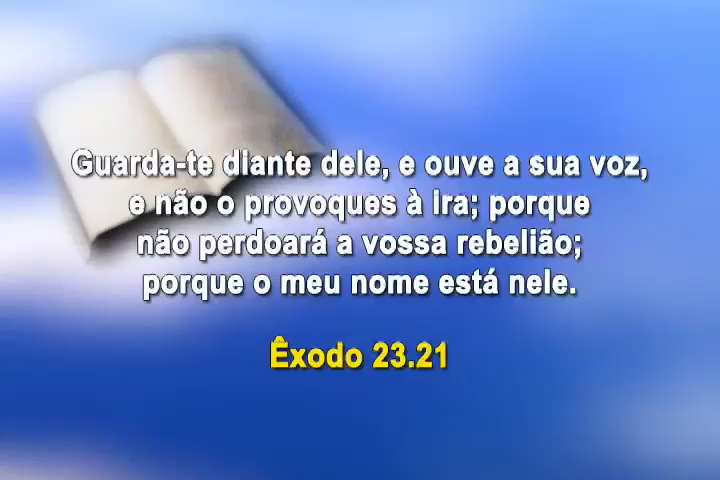 Guarda-te diante dele, e ouve a sua voz,
e não o provoques à ira; porque
não perdoará a vossa rebelião;
porque o meu nome está nele.
Êxodo 23.21